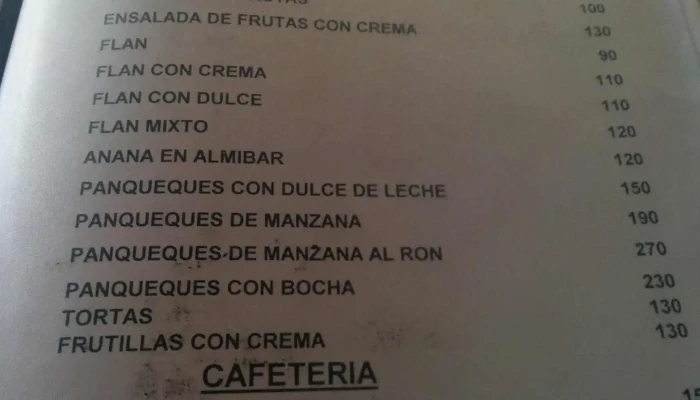 100
ENSALADA DE FRUTAS CON CREMA 130
FLAN 90
FLAN CON CREMA 110
FLAN CON DULCE 110
FLAN MIXTO 120
ANANA EN ALMIBAR 120
PANQUEQUES CON DULCE DE LECHE 150
PANQUEQUES DE MANZANA 190
PANQUEQUES DE MANZANA AL RON 270
PANQUEQUES CON BOCHA 230
TORTAS 130
FRUTILLAS CON CREMA 130
CAFETERIA